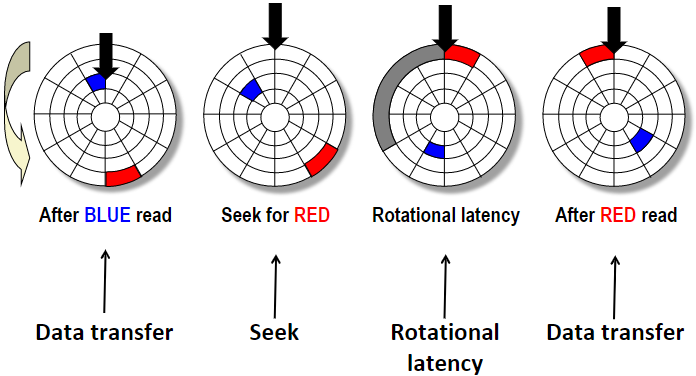 After BLUE read
Seek for RED
Rotational latency
After RED read
Data transfer
Seek
Rotational
latency
Data transfer